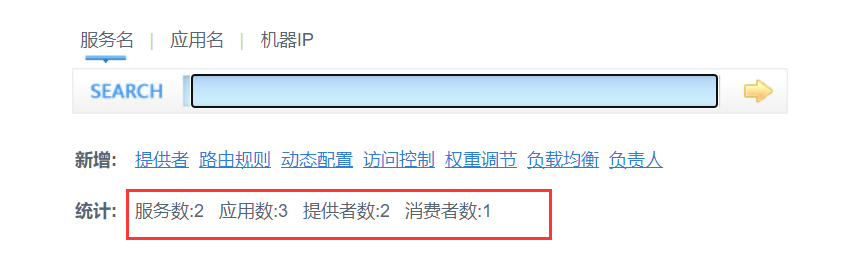 服务名 | 应用名 | 机器IP
SEARCH
新增: 提供者 路由规则 动态配置 访问控制 权重调节 负载均衡 负责人
统计: 服务数:2 应用数:3 提供者数:2 消费者数:1